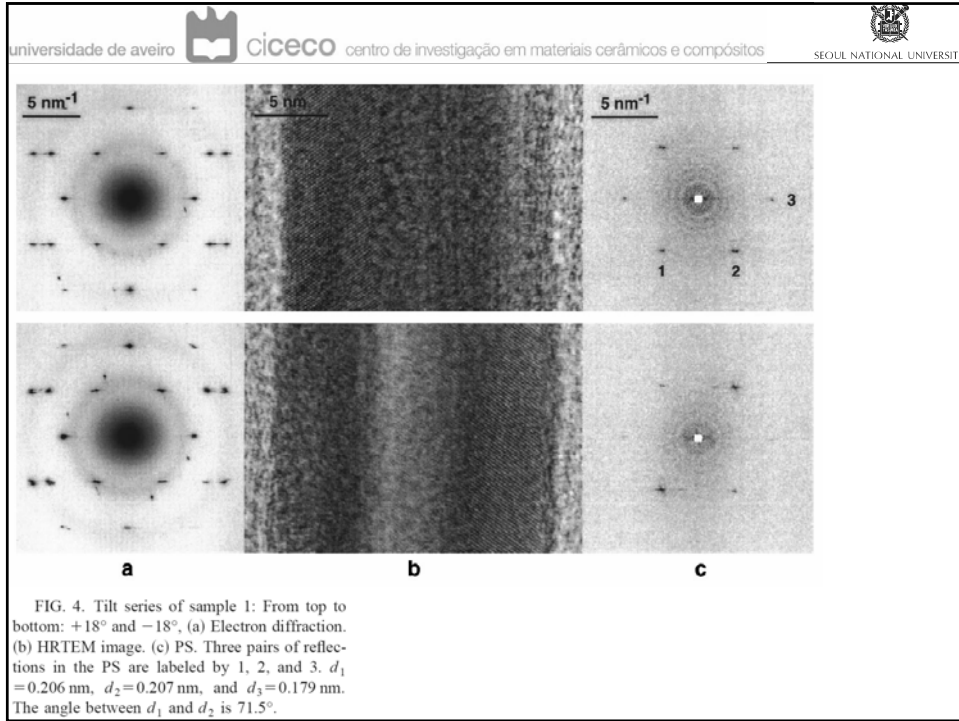 universidade de aveiro ciceco centro de investigação em materiais cerâmicos e compósitos
SEOUL NATIONAL UNIVERSIT
5 nm-1 5 nm 5 nm-1
3
1 2
a b c
FIG. 4. Tilt series of sample 1: From top to
bottom: +18° and −18°, (a) Electron diffraction.
(b) HRTEM image. (c) PS. Three pairs of reflec-
tions in the PS are labeled by 1, 2, and 3. d1
=0.206 nm, d2=0.207 nm, and d3=0.179 nm.
The angle between d1 and d2 is 71.5°.